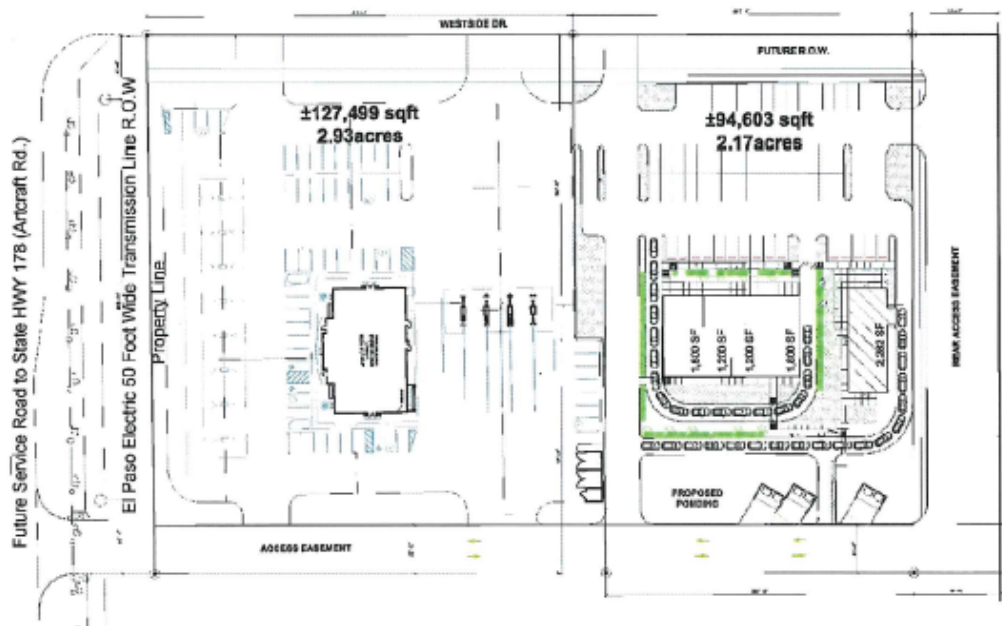 WESTSIDE DR.
FUTURE R.O.W.
±127,499 sqft
2.93acres
±94,603 sqft
2.17acres
Future Service Road to State HWY 178 (Artcraft Rd.)
El Paso Electric 50 Foot Wide Transmission Line R.O.W
Property Line
1,600 SF
1,200 SF
1,200 SF
1,600 SF
2,262 SF
REAR ACCESS EASEMENT
PROPOSED
PONDING
ACCESS EASEMENT